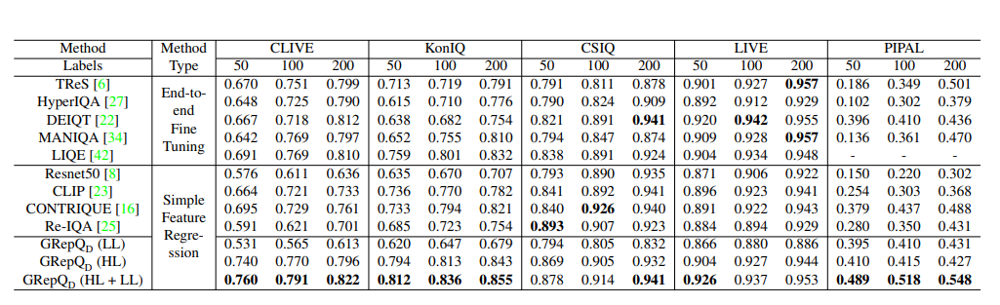 Method Method CLIVE KonIQ CSIQ LIVE PIPAL
Labels Type 50 100 200 50 100 200 50 100 200 50 100 200 50 100 200
TReS [6] 0.670 0.751 0.799 0.713 0.719 0.791 0.791 0.811 0.878 0.901 0.927 0.957 0.186 0.349 0.501
HyperIQA [27] End-to- 0.648 0.725 0.790 0.615 0.710 0.776 0.790 0.824 0.909 0.892 0.912 0.929 0.102 0.302 0.379
DEIQT [22] end 0.667 0.718 0.812 0.638 0.682 0.754 0.821 0.891 0.941 0.920 0.942 0.955 0.396 0.410 0.436
MANIQA [34] Fine 0.642 0.769 0.797 0.652 0.755 0.810 0.794 0.847 0.874 0.909 0.928 0.957 0.136 0.361 0.470
LIQE [42] Tuning 0.691 0.769 0.810 0.759 0.801 0.832 0.838 0.891 0.924 0.904 0.934 0.948 - - -
Resnet50 [8] 0.576 0.611 0.636 0.635 0.670 0.707 0.793 0.890 0.935 0.871 0.906 0.922 0.150 0.220 0.302
CLIP [23] 0.664 0.721 0.733 0.736 0.770 0.782 0.841 0.892 0.941 0.896 0.923 0.941 0.254 0.303 0.368
CONTRIQUE [16] Simple 0.695 0.729 0.761 0.733 0.794 0.821 0.840 0.926 0.940 0.891 0.922 0.943 0.379 0.437 0.488
Re-IQA [25] Feature 0.591 0.621 0.701 0.685 0.723 0.754 0.893 0.907 0.923 0.884 0.894 0.929 0.280 0.350 0.431
GRepQD (LL) Regre- 0.531 0.565 0.613 0.620 0.647 0.679 0.794 0.805 0.832 0.866 0.880 0.886 0.395 0.410 0.431
GRepQD (HL) ssion 0.740 0.770 0.796 0.794 0.813 0.843 0.869 0.905 0.932 0.904 0.927 0.944 0.410 0.415 0.427
GRepQD (HL + LL) 0.760 0.791 0.822 0.812 0.836 0.855 0.878 0.914 0.941 0.926 0.937 0.953 0.489 0.518 0.548